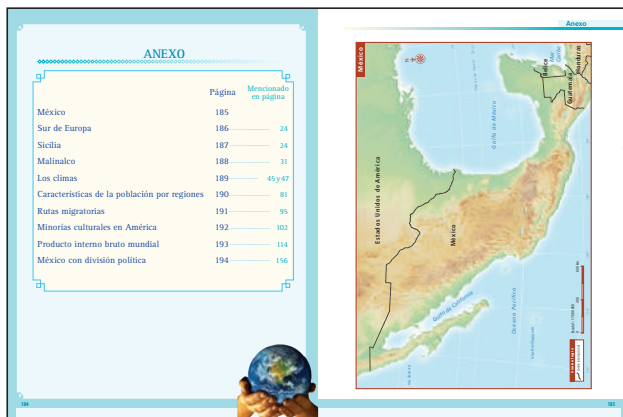 ANEXO
Página
Mencionado
en página
México 185
Sur de Europa 186 24
Sicilia 187 24
Malinalco 188 31
Los climas 189 45 y 47
Características de la población por regiones 190 81
Rutas migratorias 191 95
Minorías culturales en América 192 102
Producto interno bruto mundial 193 114
México con división política 194 156
184
Anexo
México
Estados Unidos de América
México
Golfo de México
Golfo de California
Océano Pacífico
Mar
Caribe
Belice
Guatemala
Honduras
N
185